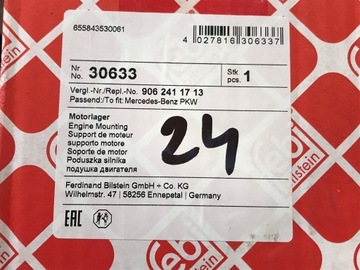 655843530061
4 027816 306337
Nr.
No. 30633
Stk
pcs. 1
Vergl.-Nr./Repl.-No. 906 241 17 13
Passend:/To fit: Mercedes-Benz PKW
Motorlager
Engine Mounting
Support de moteur
supporto motore
Soporte de motor
Poduszka silnika
подушка двигателя
24
Ferdinand Bilstein GmbH + Co. KG
Wilhelmstr. 47 | 58256 Ennepetal | Germany
EAC
febi
bilstein